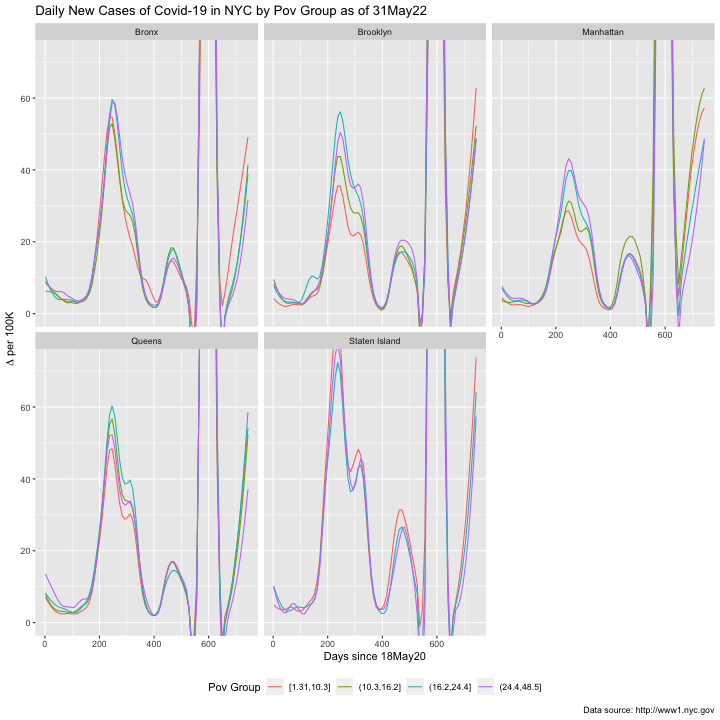 Daily New Cases of Covid-19 in NYC by Pov Group as of 31May22
Bronx
Brooklyn
Manhattan
60
40
20
0
0 200 400 600
Δ per 100K
Queens
Staten Island
60
40
20
0
0 200 400 600
0 200 400 600
Days since 18May20
Pov Group [1.31,10.3] (10.3,16.2] (16.2,24.4] (24.4,48.5]
Data source: http://www1.nyc.gov